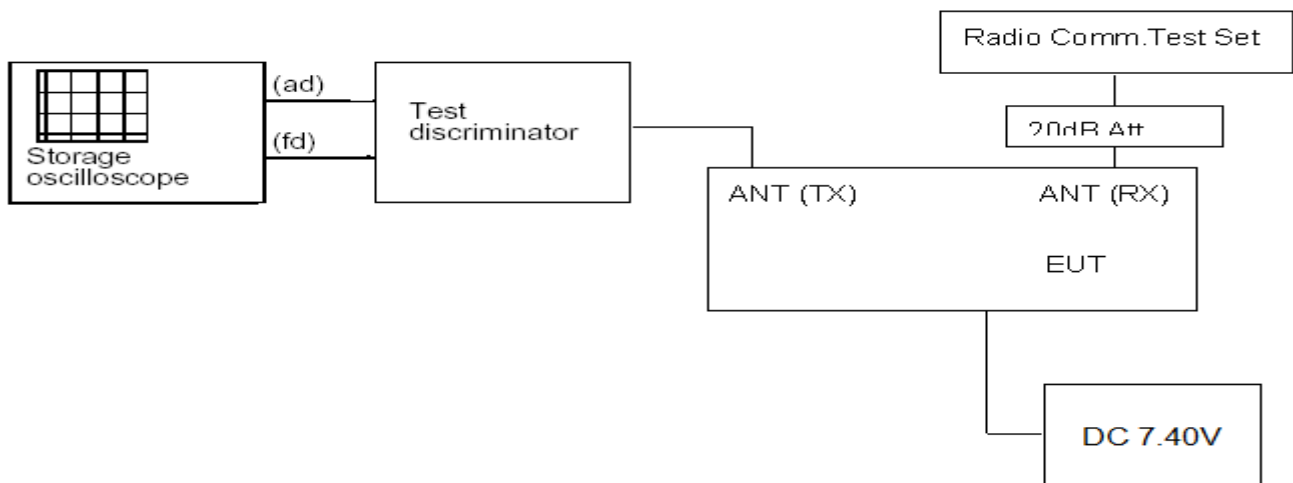 Radio Comm.Test Set
(ad)
Test
discriminator
(fd)
Storage
oscilloscope
20dB Att
ANT (TX)
ANT (RX)
EUT
DC 7.40V